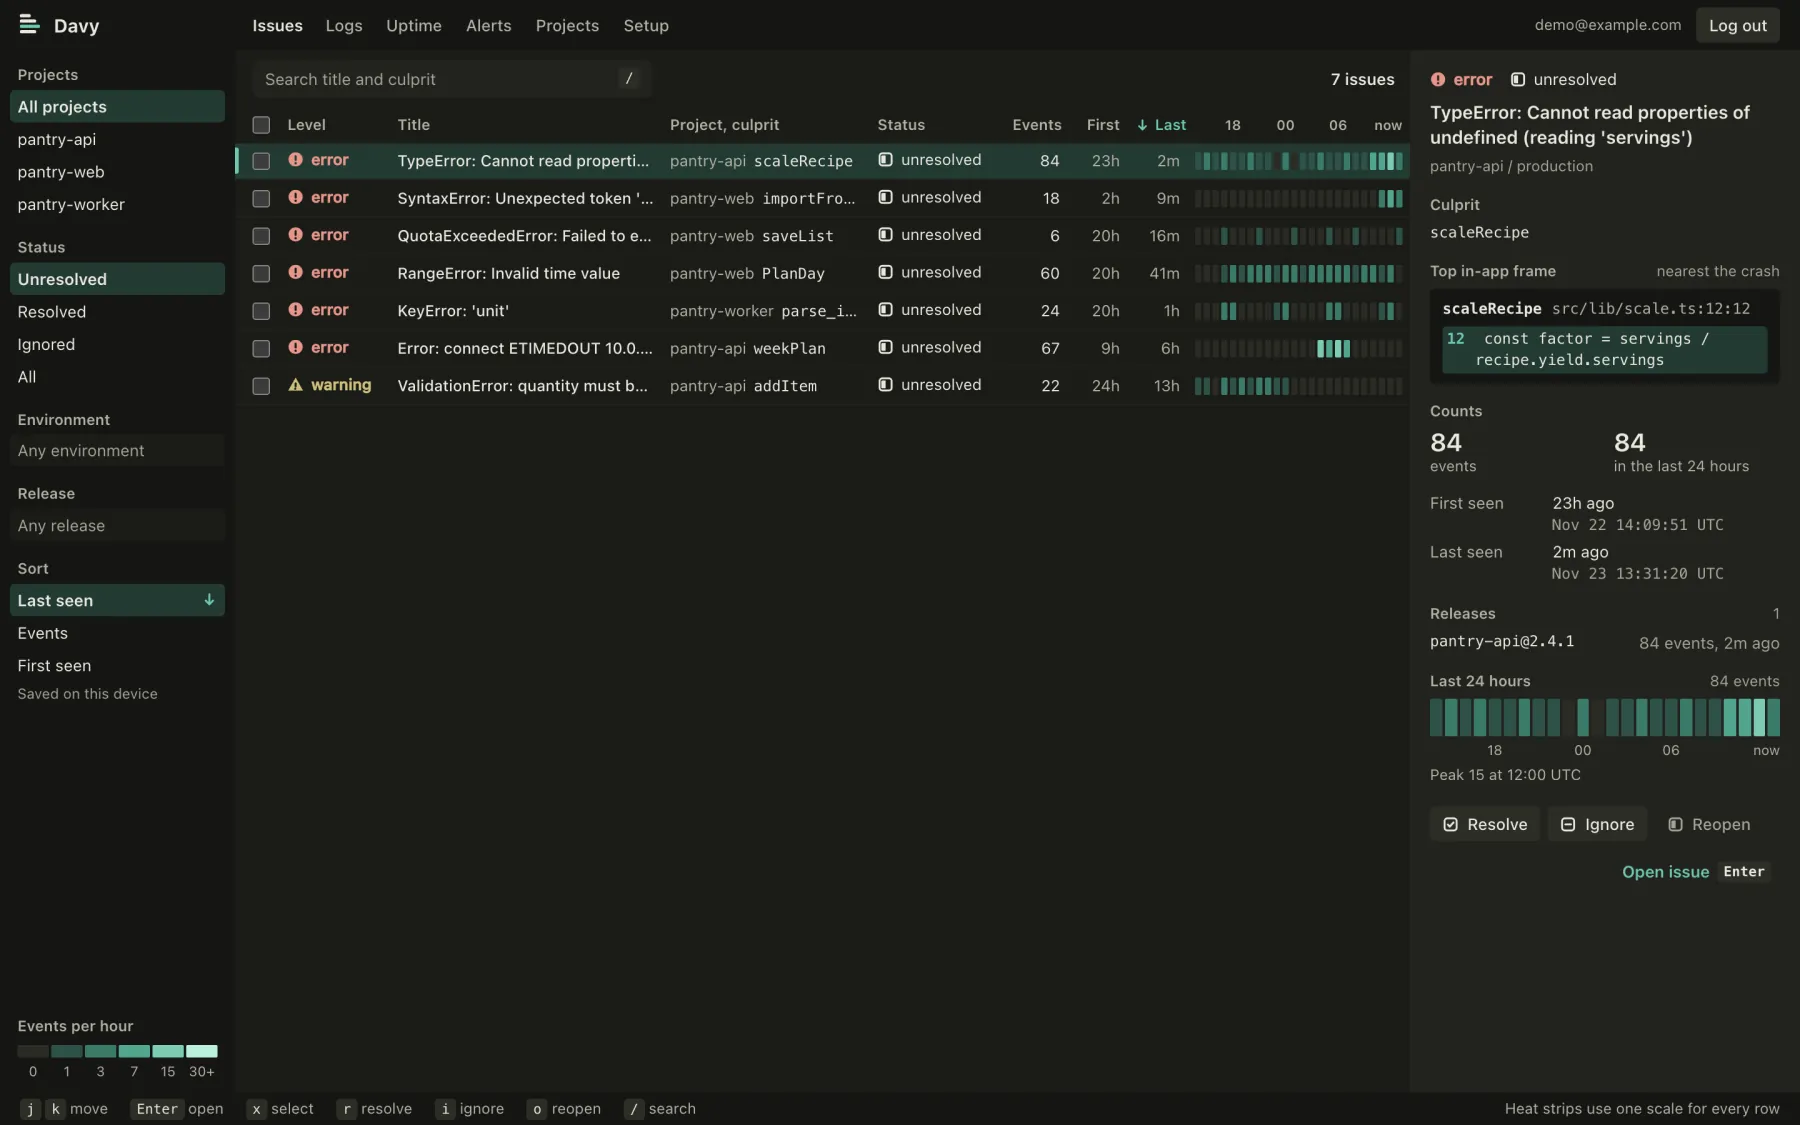 Davy
Issues Logs Uptime Alerts Projects Setup
demo@example.com Log out
Projects
All projects
pantry-api
pantry-web
pantry-worker
Status
Unresolved
Resolved
Ignored
All
Environment
Any environment
Release
Any release
Sort
Last seen ↓
Events
First seen
Saved on this device
Events per hour
0 1 3 7 15 30+
Search title and culprit /
7 issues
Level Title Project, culprit Status Events First ↓ Last 18 00 06 now
error TypeError: Cannot read properti... pantry-api scaleRecipe unresolved 84 23h 2m
error SyntaxError: Unexpected token '... pantry-web importFro... unresolved 18 2h 9m
error QuotaExceededError: Failed to e... pantry-web saveList unresolved 6 20h 16m
error RangeError: Invalid time value pantry-web PlanDay unresolved 60 20h 41m
error KeyError: 'unit' pantry-worker parse_i... unresolved 24 20h 1h
error Error: connect ETIMEDOUT 10.0.... pantry-api weekPlan unresolved 67 9h 6h
warning ValidationError: quantity must b... pantry-api addItem unresolved 22 24h 13h
error unresolved
TypeError: Cannot read properties of
undefined (reading 'servings')
pantry-api / production
Culprit
scaleRecipe
Top in-app frame nearest the crash
scaleRecipe src/lib/scale.ts:12:12
12 const factor = servings /
recipe.yield.servings
Counts
84 84
events in the last 24 hours
First seen 23h ago
Nov 22 14:09:51 UTC
Last seen 2m ago
Nov 23 13:31:20 UTC
Releases 1
pantry-api@2.4.1 84 events, 2m ago
Last 24 hours 84 events
18 00 06 now
Peak 15 at 12:00 UTC
Resolve Ignore Reopen
Open issue Enter
j k move Enter open x select r resolve i ignore o reopen / search
Heat strips use one scale for every row